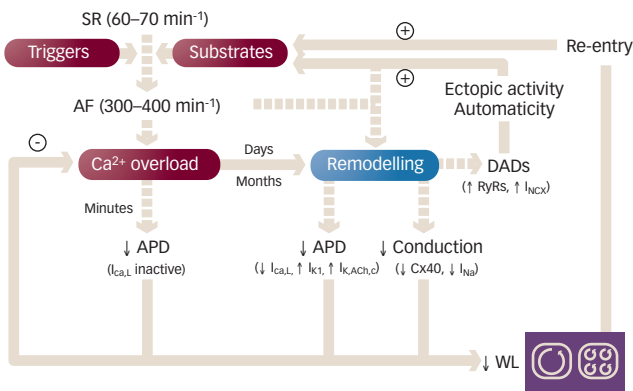 SR (60–70 min⁻¹)
Triggers
Substrates
+
Re-entry
+
AF (300–400 min⁻¹)
Ectopic activity
Automaticity
-
Ca²⁺ overload
Days
Months
Remodelling
DADs
(↑ RyRs, ↑ I_NCX)
Minutes
↓ APD
(I_ca,L inactive)
↓ APD
(↓ I_ca,L, ↑ I_K1, ↑ I_K,ACh,c)
↓ Conduction
(↓ Cx40, ↓ I_Na)
↓ WL